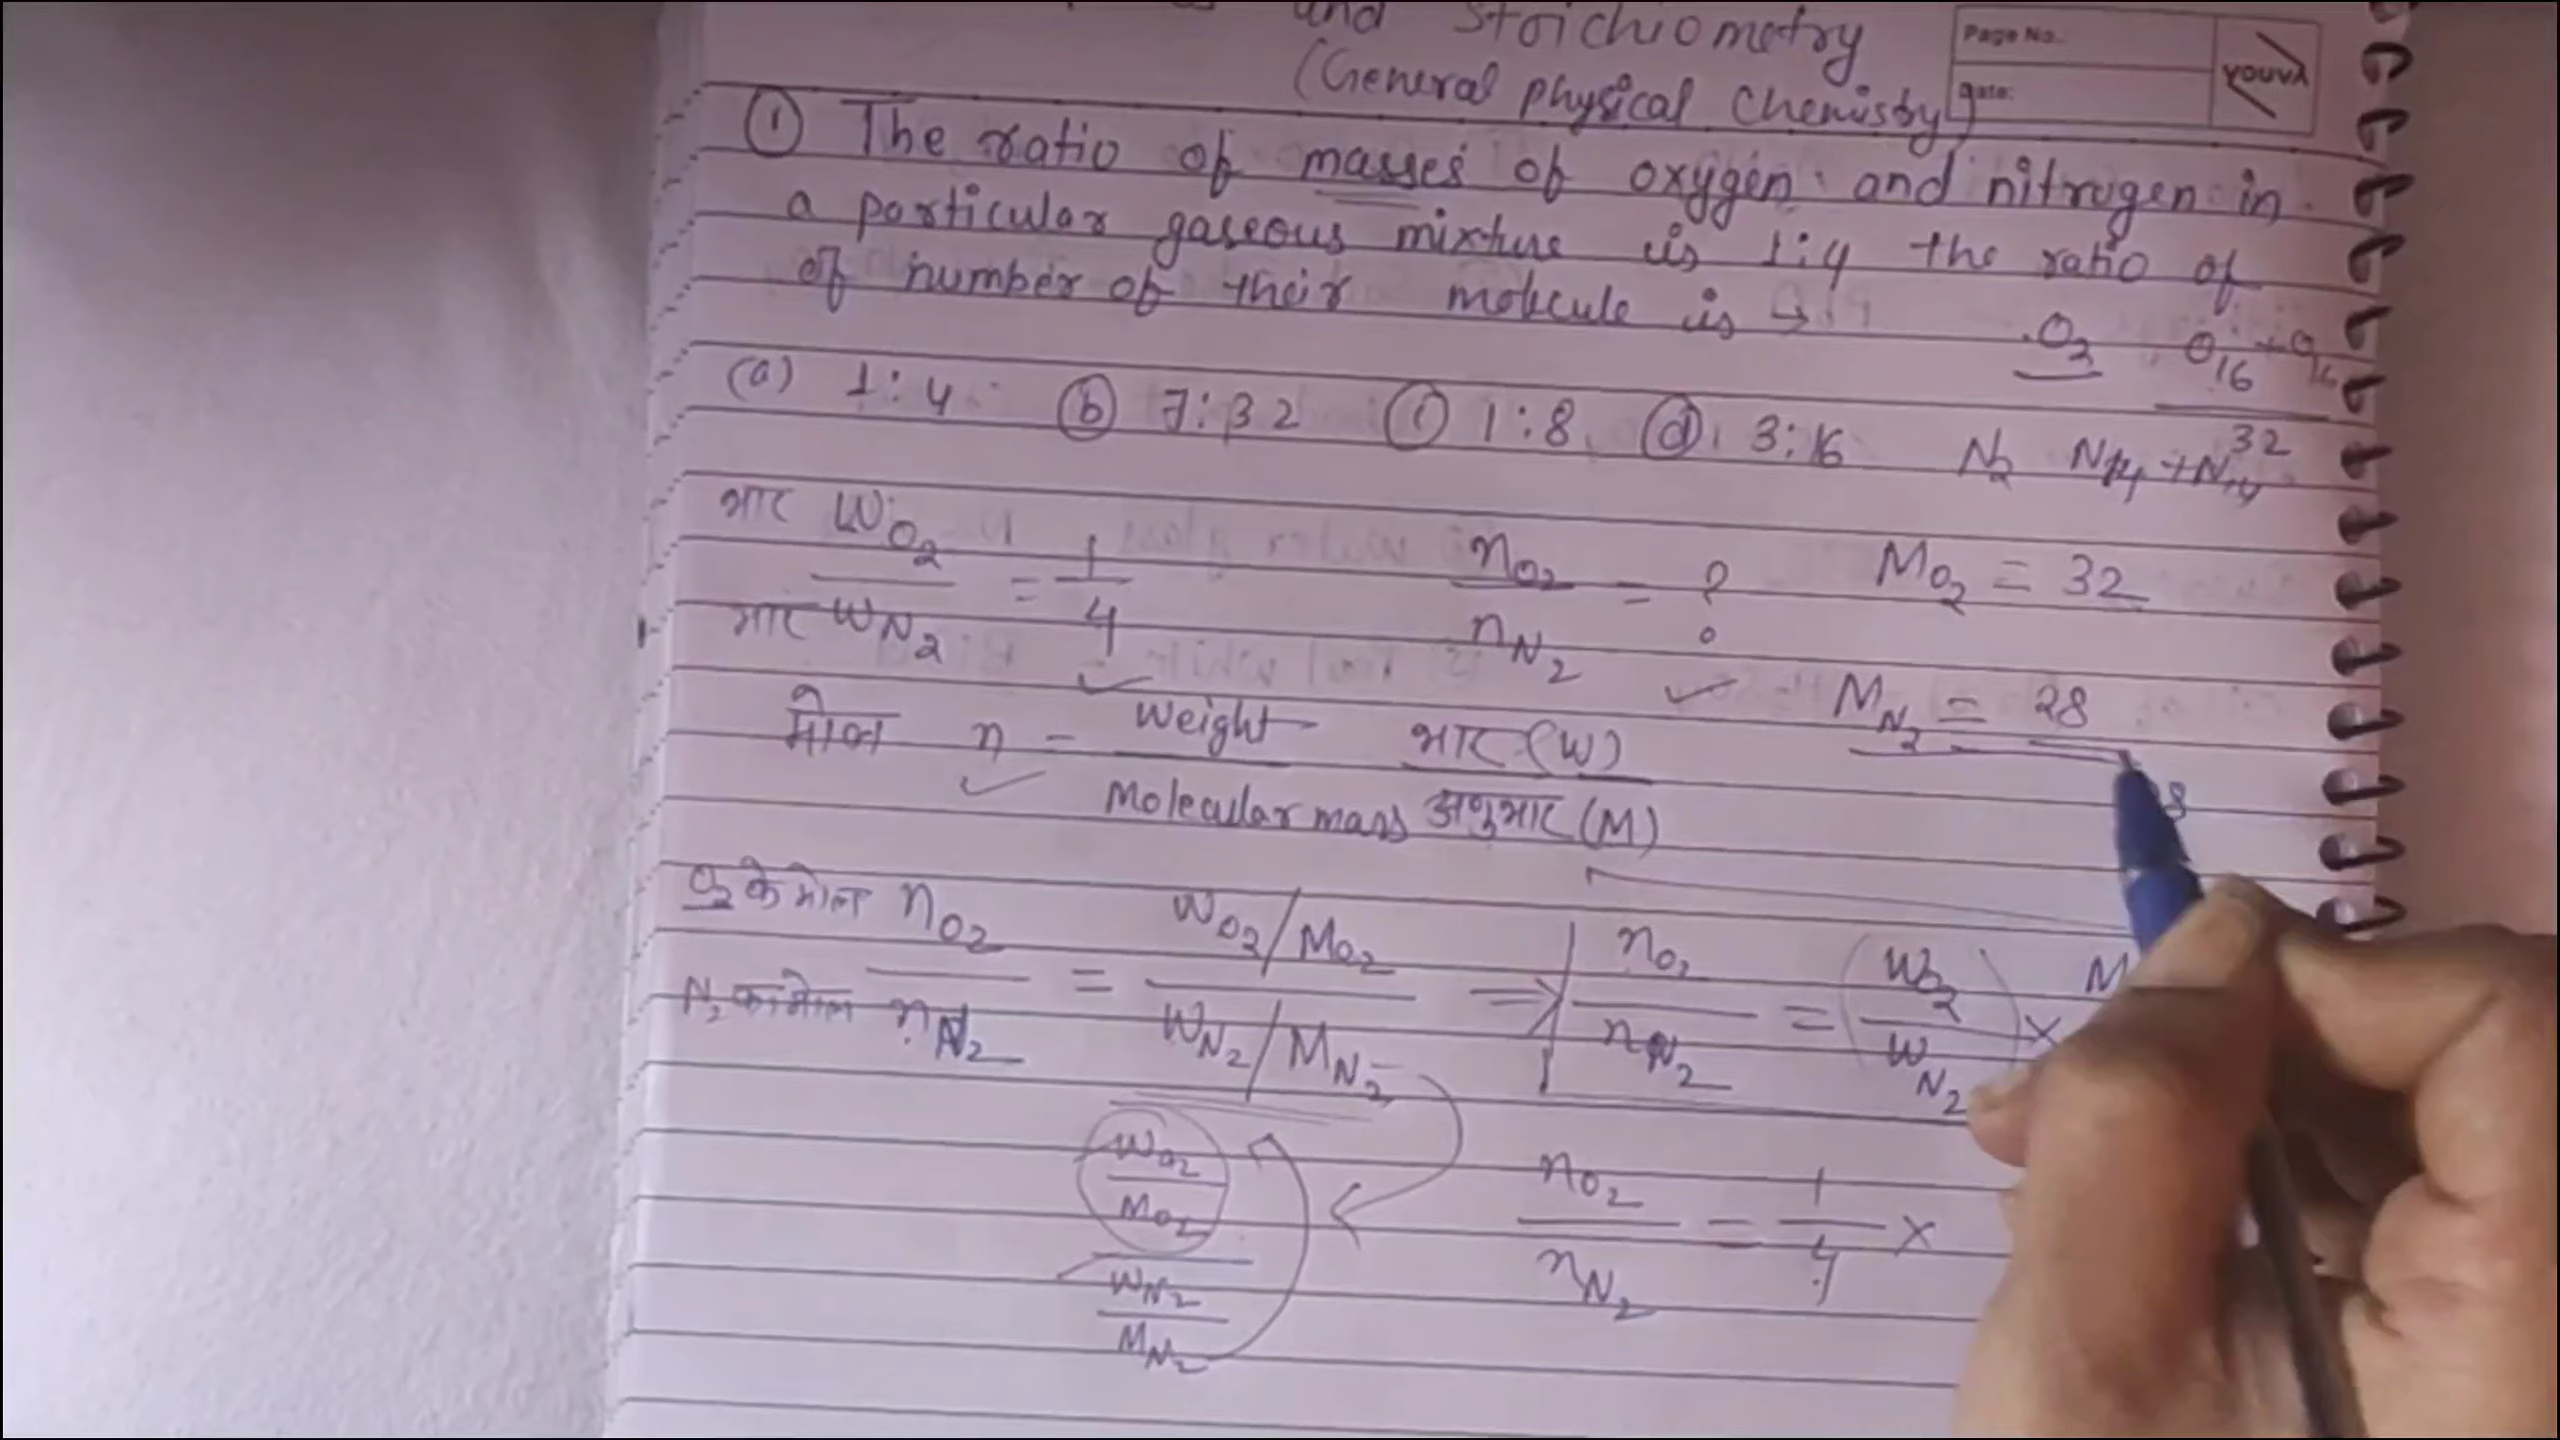 and Stoichiometry
(General physical Chemistry)
Page No.
Date:
YOUVA
① The ratio of masses of oxygen and nitrogen in
a particular gaseous mixture is 1:4 the ratio of
of number of their molecule is →
O2 O16 + O16
32
(a) 1:4 ⓑ 7:32 ⓒ 1:8 ⓓ 3:16
N2 N14 + N14
भार WO2 / भार WN2 = 1/4
nO2 / nN2 = ?
MO2 = 32
MN2 = 28
मोल n = Weight / Molecular mass भार (W) / अणुभार (M)
28
O2 के मोल nO2 / N2 का मोल nN2 = WO2/MO2 / WN2/MN2 ⇒ nO2 / nN2 = (WO2 / WN2) × M
WO2 / MO2
WN2 / MN2
nO2 / nN2 = 1/4 ×